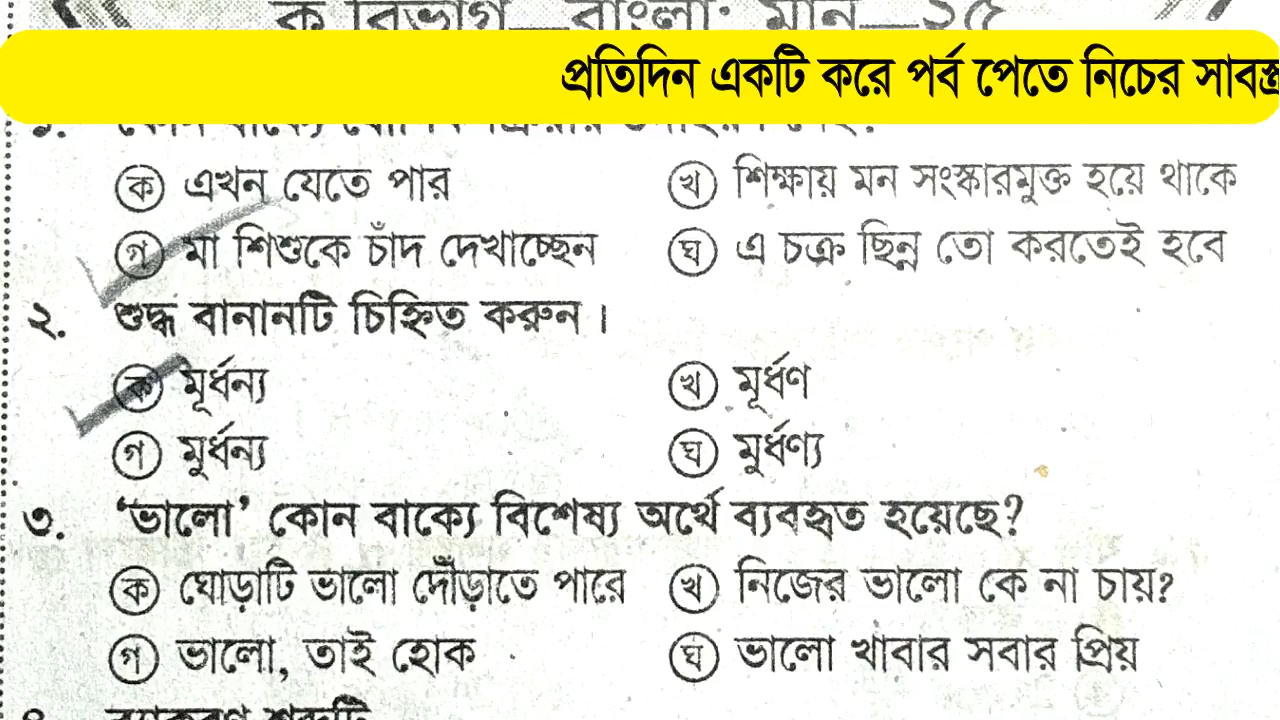 ক বিভাগ—বাংলা: মান—২৫
প্রতিদিন একটি করে পর্ব পেতে নিচের
ক এখন যেতে পার খ শিক্ষায় মন সংস্কারমুক্ত হয়ে থাকে
গ মা শিশুকে চাঁদ দেখাচ্ছেন ঘ এ চক্র ছিন্ন তো করতেই হবে
২. শুদ্ধ বানানটি চিহ্নিত করুন।
ক মূর্ধন্য খ মূর্ধণ
গ মুর্ধন্য ঘ মুর্ধণ্য
৩. ‘ভালো’ কোন বাক্যে বিশেষ্য অর্থে ব্যবহৃত হয়েছে?
ক ঘোড়াটি ভালো দৌঁড়াতে পারে খ নিজের ভালো কে না চায়?
গ ভালো, তাই হোক ঘ ভালো খাবার সবার প্রিয়